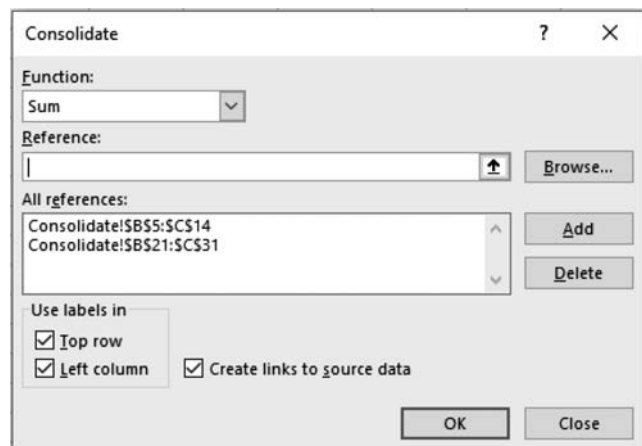 Consolidate ? ×
Function:
Sum
Reference:
Browse...
All references:
Consolidate!$B$5:$C$14
Consolidate!$B$21:$C$31
Add
Delete
Use labels in
Top row
Left column
Create links to source data
OK
Close